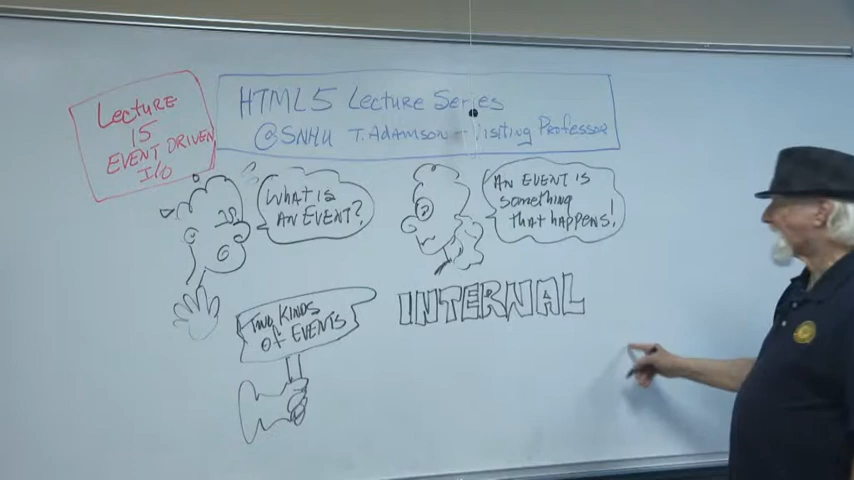 Lecture
15
EVENT DRIVEN
I/O
HTML5 Lecture Series
@SNHU T. ADAMSON - Visiting Professor
WHAT IS
AN EVENT?
AN EVENT IS
something
THAT HAPPENS!
TWO KINDS
of EVENTS
INTERNAL